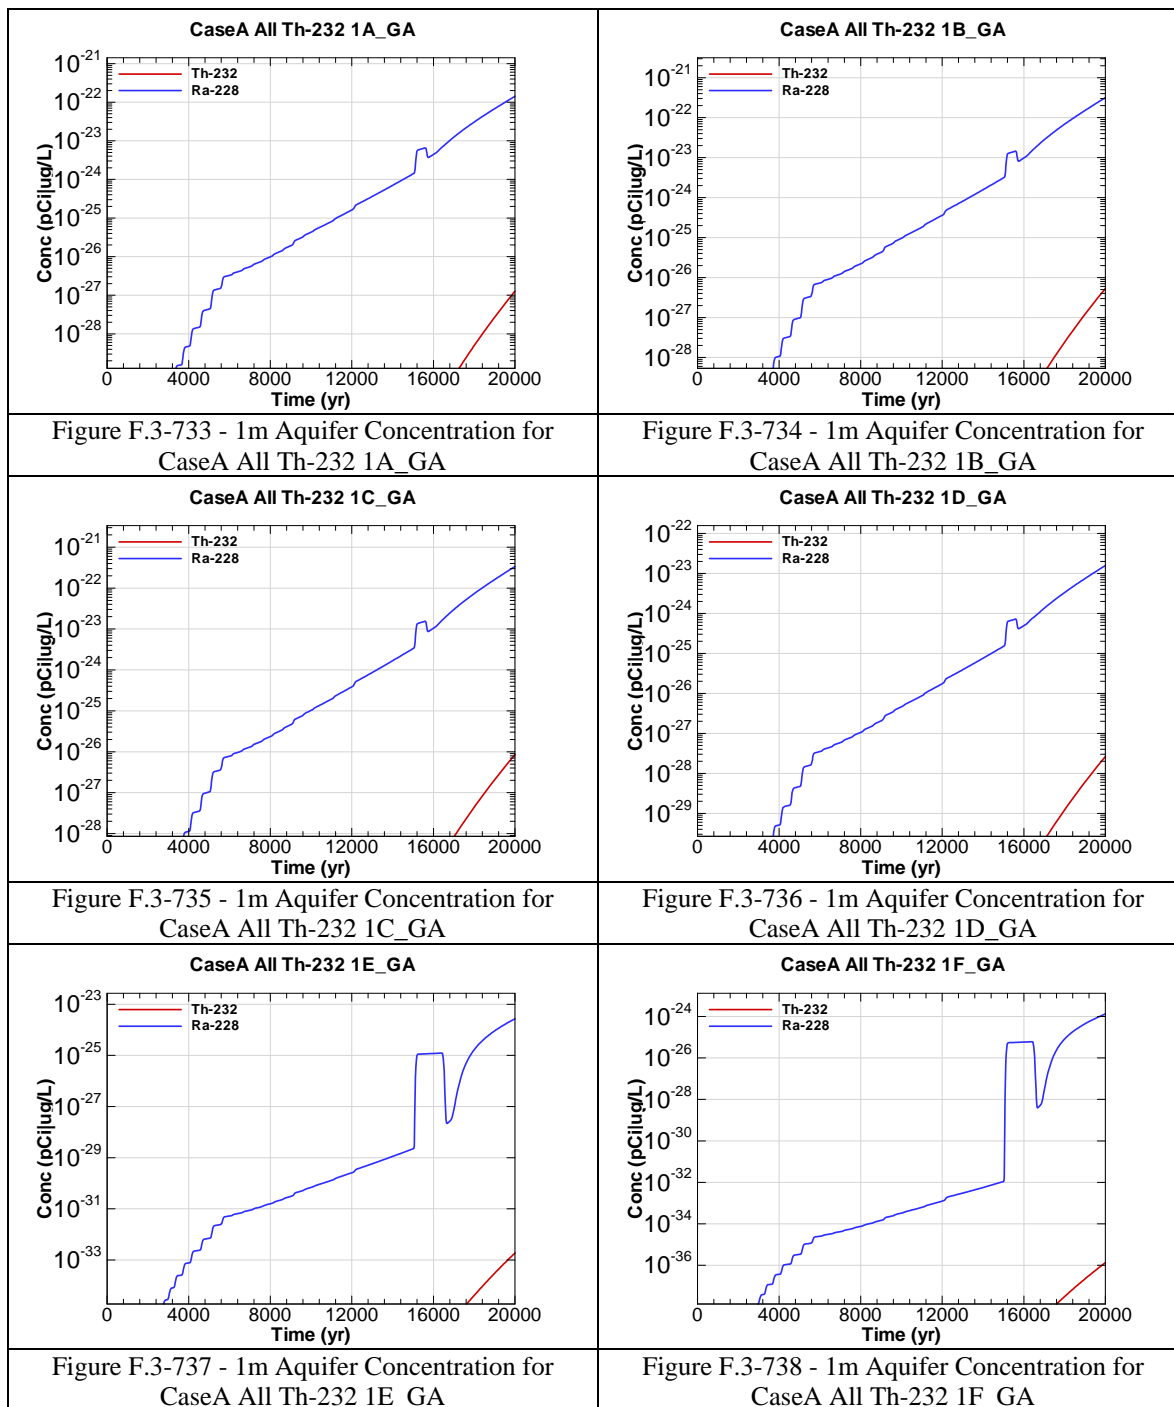 CaseA All Th-232 1A_GA
Th-232
Ra-228
Conc (pCi|ug/L)
10-21
10-22
10-23
10-24
10-25
10-26
10-27
10-28
0 4000 8000 12000 16000 20000
Time (yr)
Figure F.3-733 - 1m Aquifer Concentration for
CaseA All Th-232 1A_GA
CaseA All Th-232 1B_GA
Th-232
Ra-228
Conc (pCi|ug/L)
10-21
10-22
10-23
10-24
10-25
10-26
10-27
10-28
0 4000 8000 12000 16000 20000
Time (yr)
Figure F.3-734 - 1m Aquifer Concentration for
CaseA All Th-232 1B_GA
CaseA All Th-232 1C_GA
Th-232
Ra-228
Conc (pCi|ug/L)
10-21
10-22
10-23
10-24
10-25
10-26
10-27
10-28
0 4000 8000 12000 16000 20000
Time (yr)
Figure F.3-735 - 1m Aquifer Concentration for
CaseA All Th-232 1C_GA
CaseA All Th-232 1D_GA
Th-232
Ra-228
Conc (pCi|ug/L)
10-22
10-23
10-24
10-25
10-26
10-27
10-28
10-29
0 4000 8000 12000 16000 20000
Time (yr)
Figure F.3-736 - 1m Aquifer Concentration for
CaseA All Th-232 1D_GA
CaseA All Th-232 1E_GA
Th-232
Ra-228
Conc (pCi|ug/L)
10-23
10-25
10-27
10-29
10-31
10-33
0 4000 8000 12000 16000 20000
Time (yr)
Figure F.3-737 - 1m Aquifer Concentration for
CaseA All Th-232 1E_GA
CaseA All Th-232 1F_GA
Th-232
Ra-228
Conc (pCi|ug/L)
10-24
10-26
10-28
10-30
10-32
10-34
10-36
0 4000 8000 12000 16000 20000
Time (yr)
Figure F.3-738 - 1m Aquifer Concentration for
CaseA All Th-232 1F_GA